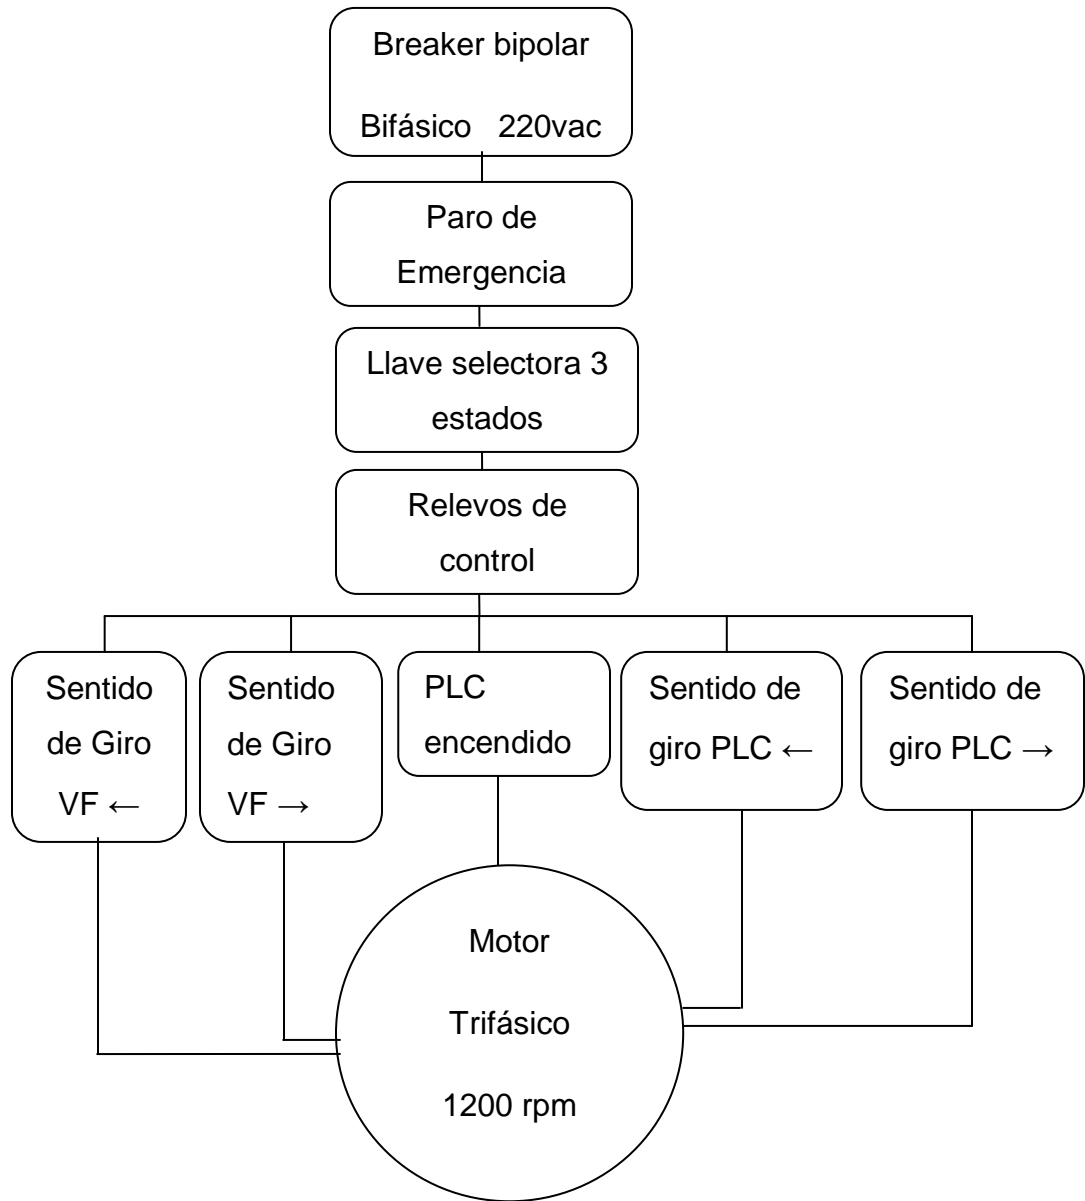 Breaker bipolar
Bifásico 220vac
Paro de
Emergencia
Llave selectora 3
estados
Relevos de
control
Sentido
de Giro
VF ←
Sentido
de Giro
VF →
PLC
encendido
Sentido de
giro PLC ←
Sentido de
giro PLC →
Motor
Trifásico
1200 rpm